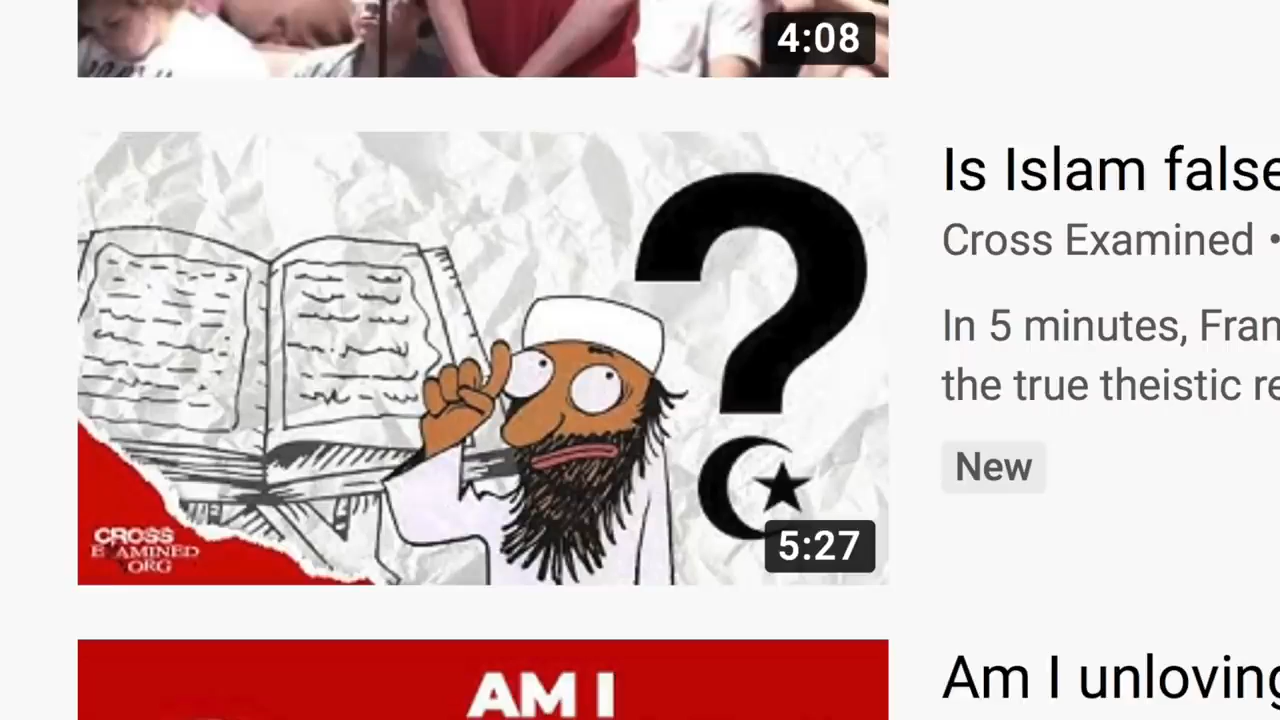 4:08
Is Islam false
Cross Examined •
In 5 minutes, Fran
the true theistic re
New
CROSS
EXAMINED
ORG
5:27
AM I
Am I unloving